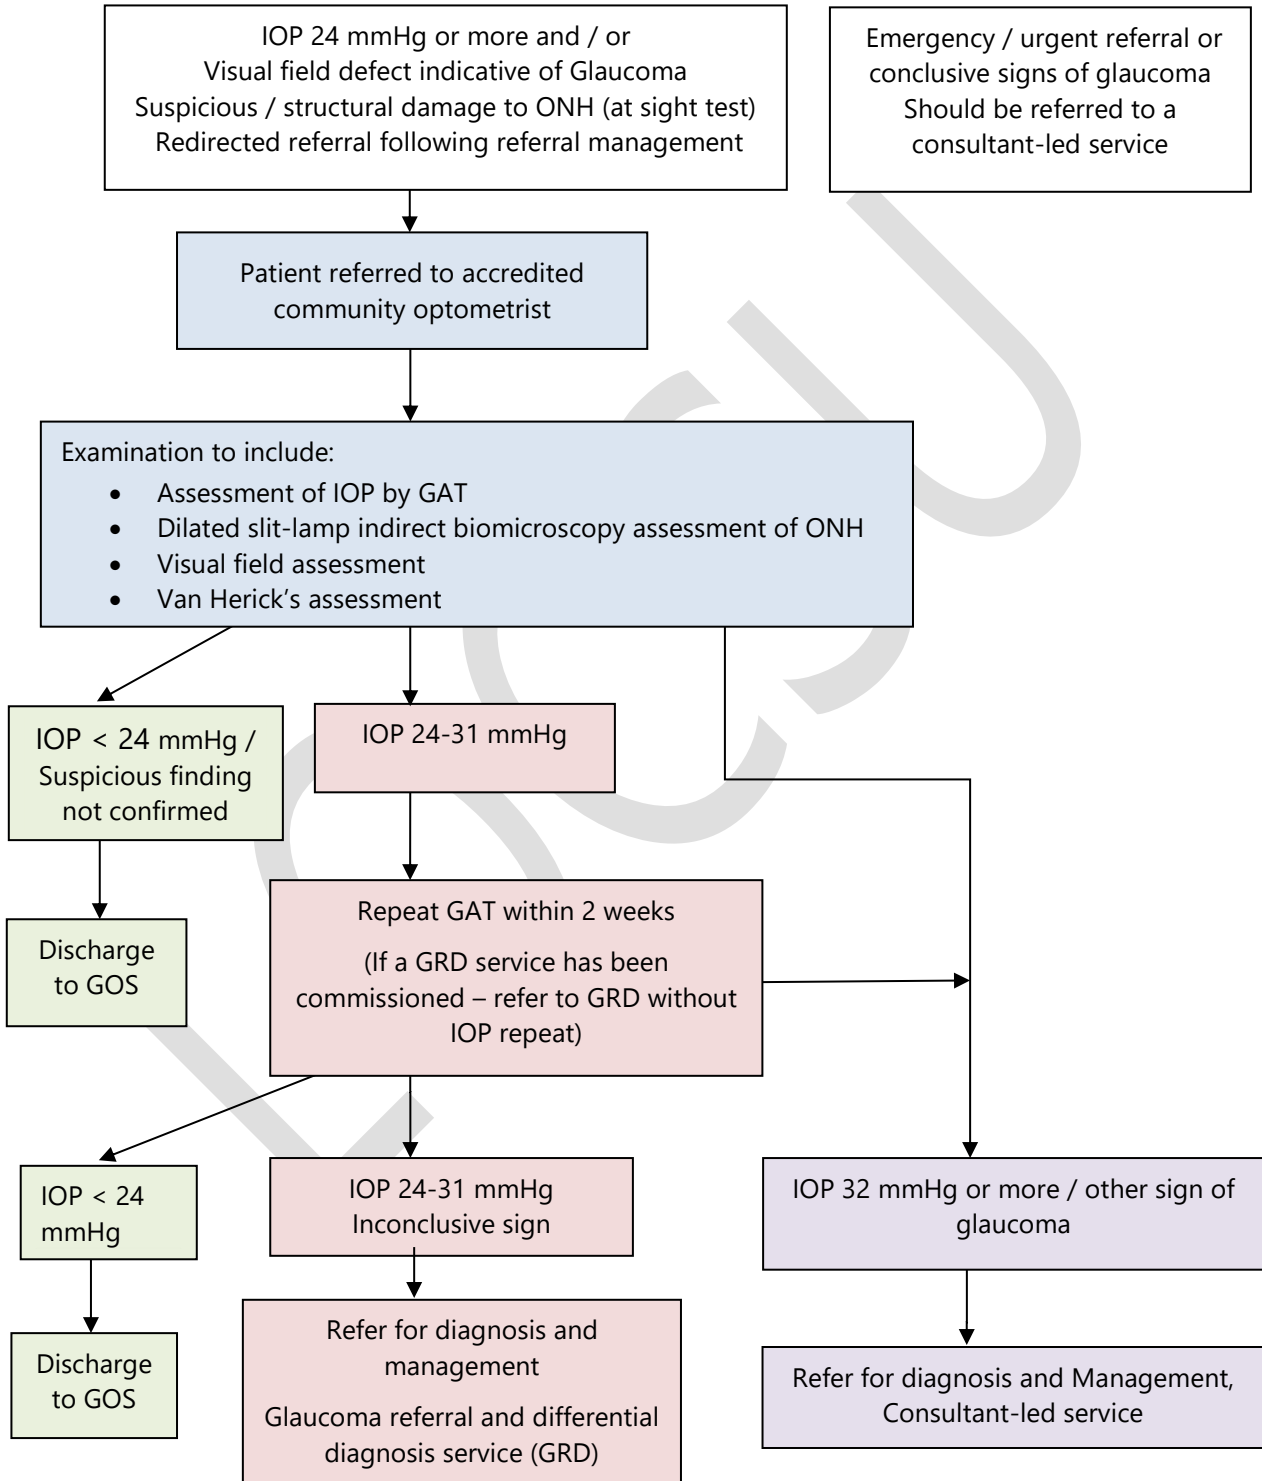 IOP 24 mmHg or more and / or
Visual field defect indicative of Glaucoma
Suspicious / structural damage to ONH (at sight test)
Redirected referral following referral management
Emergency / urgent referral or
conclusive signs of glaucoma
Should be referred to a
consultant-led service
Patient referred to accredited
community optometrist
Examination to include:
• Assessment of IOP by GAT
• Dilated slit-lamp indirect biomicroscopy assessment of ONH
• Visual field assessment
• Van Herick’s assessment
IOP < 24 mmHg /
Suspicious finding
not confirmed
IOP 24-31 mmHg
Discharge
to GOS
Repeat GAT within 2 weeks
(If a GRD service has been
commissioned – refer to GRD without
IOP repeat)
IOP < 24
mmHg
IOP 24-31 mmHg
Inconclusive sign
IOP 32 mmHg or more / other sign of
glaucoma
Discharge
to GOS
Refer for diagnosis and
management
Glaucoma referral and differential
diagnosis service (GRD)
Refer for diagnosis and Management,
Consultant-led service
LOCSU